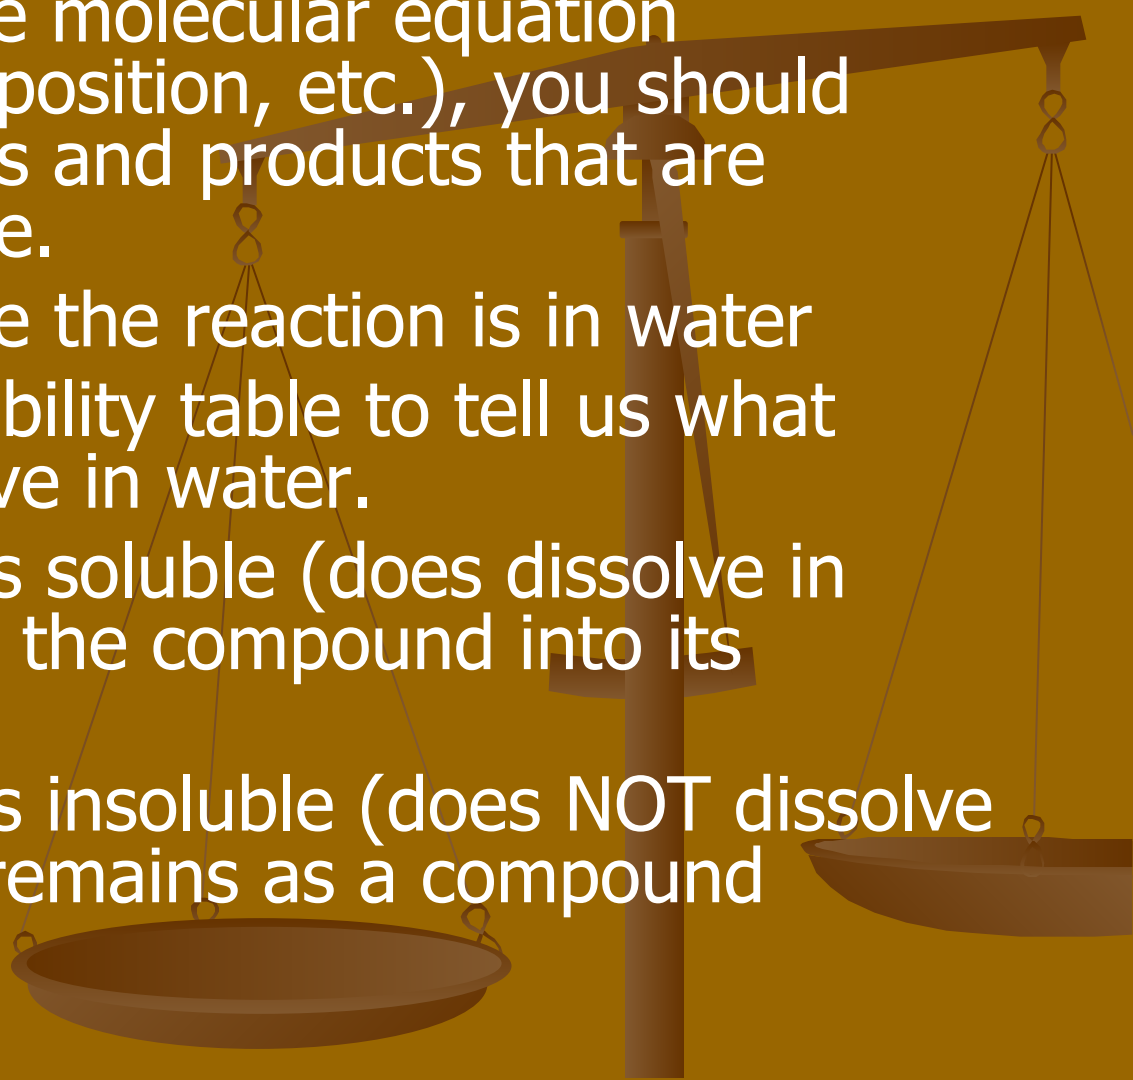 e molecular equation
position, etc.), you should
s and products that are
e.
e the reaction is in water
bility table to tell us what
ve in water.
s soluble (does dissolve in
the compound into its
s insoluble (does NOT dissolve
remains as a compound